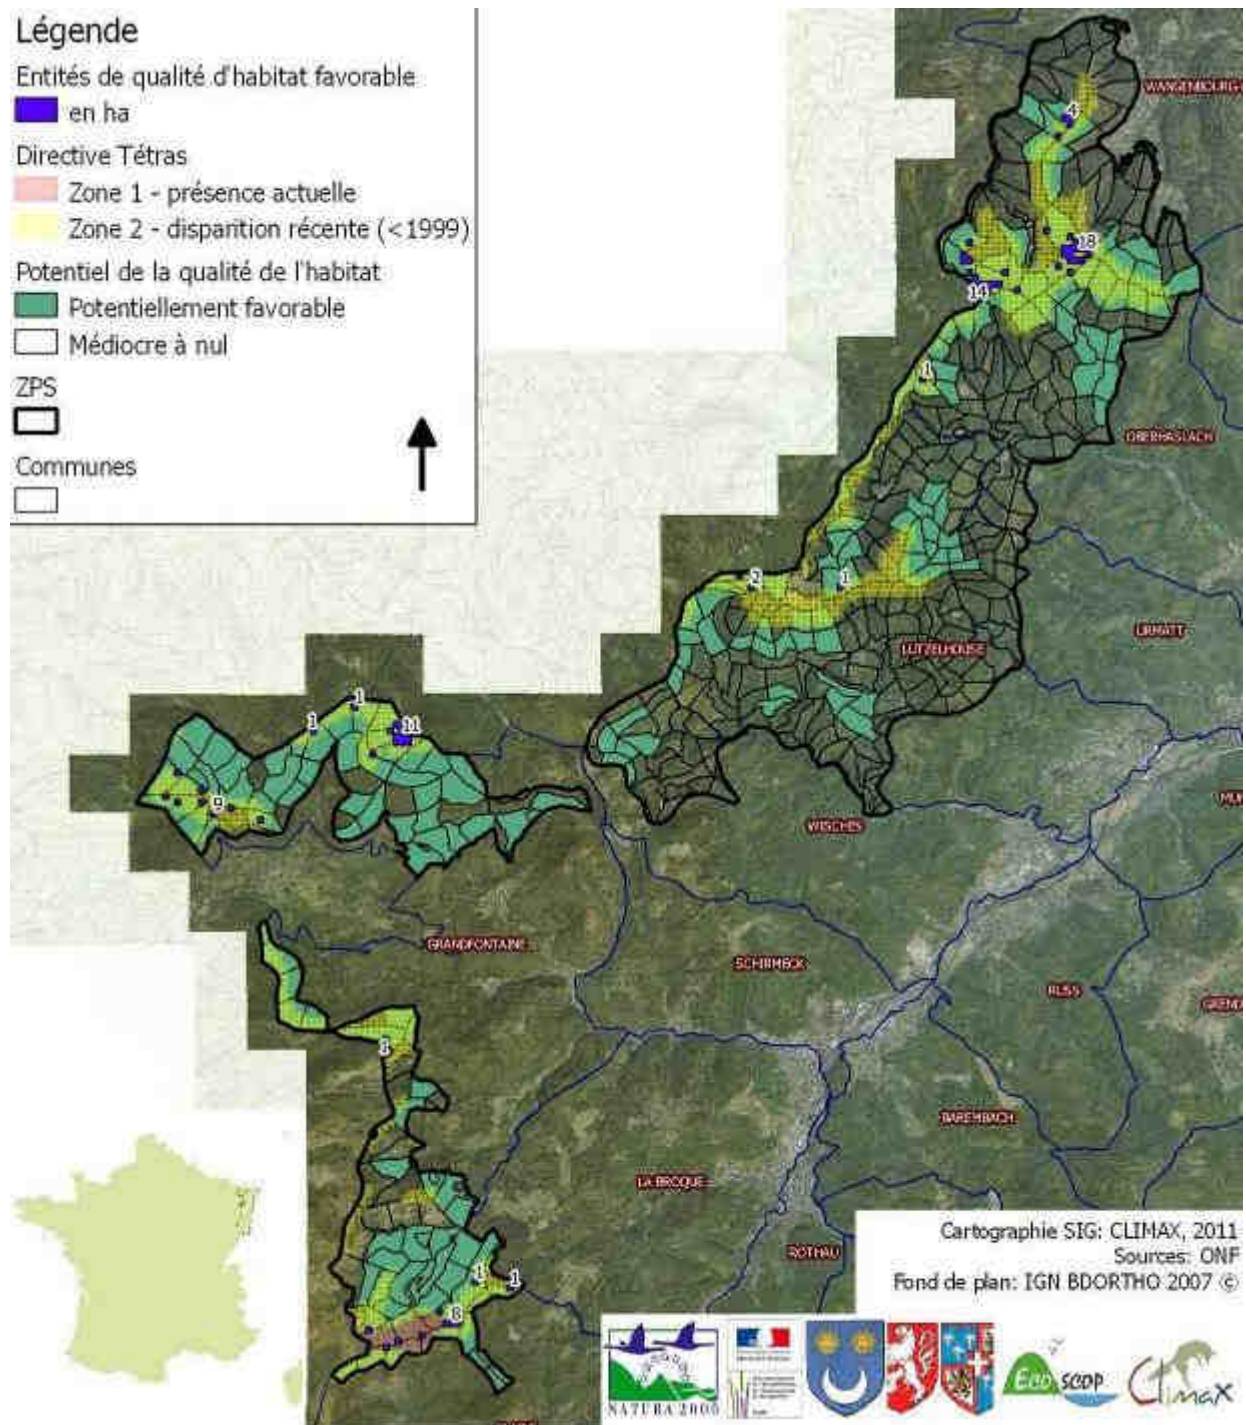 Légende
Entités de qualité d'habitat favorable
en ha
Directive Tétras
Zone 1 - présence actuelle
Zone 2 - disparition récente (<1999)
Potentiel de la qualité de l'habitat
Potentiellement favorable
Médiocre à nul
ZPS
Communes
4
WANGENBOURG
18
14
1
OBERHASLACH
2
1
URMATT
LUTZELHOUSE
1
1
11
9
WISCHES
GRANDFONTAINE
SCHIRMECK
RUSS
GREND
1
BAREMBACH
LA BROQUE
ROTHAU
1
1
8
Cartographie SIG: CLIMAX, 2011
Sources: ONF
Fond de plan: IGN BDORTHO 2007 ©
NATURA 2000
ECO SCOP
Climax